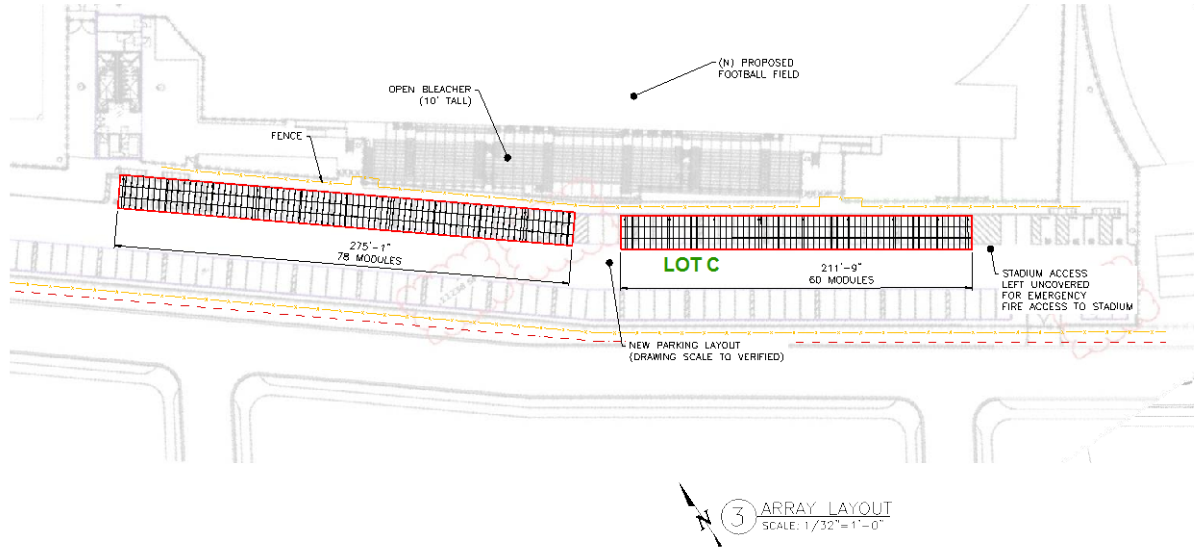 (N) PROPOSED
FOOTBALL FIELD
OPEN BLEACHER
(10' TALL)
FENCE
275'-1"
78 MODULES
LOT C
211'-9"
60 MODULES
STADIUM ACCESS
LEFT UNCOVERED
FOR EMERGENCY
FIRE ACCESS TO STADIUM
NEW PARKING LAYOUT
(DRAWING SCALE TO VERIFIED)
N
3
ARRAY LAYOUT
SCALE: 1/32"=1'-0"